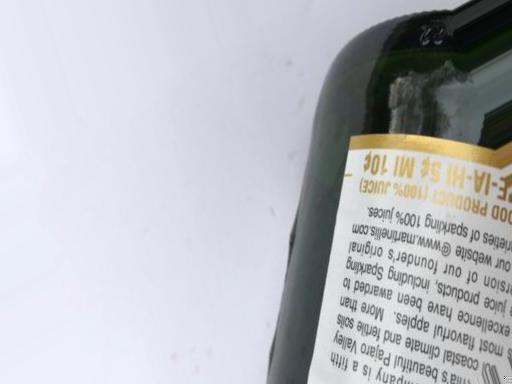 mpany is a fifth
nia's beautiful Pajaro Valley
coastal climate and fertile soils
most flavorful apples. More than
excellence have been awarded to
juice products, including Sparkling
ersion of our founder's original
our website @www.martinellis.com
rieties of sparkling 100% juices.
OOD PRODUCT (100% JUICE)
E-IA-HI 5¢ MI 10¢